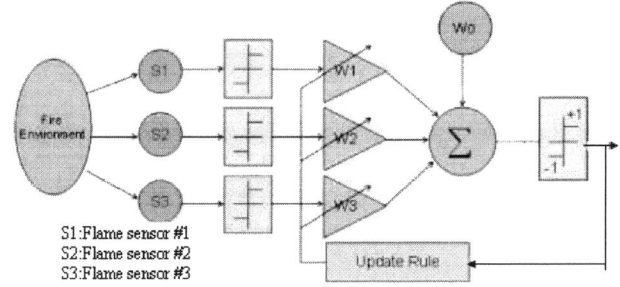 Wo
S1
W1
+1
Fire
Environment
S2
W2
Σ
-1
S3
W3
S1:Flame sensor #1
S2:Flame sensor #2
S3:Flame sensor #3
Update Rule